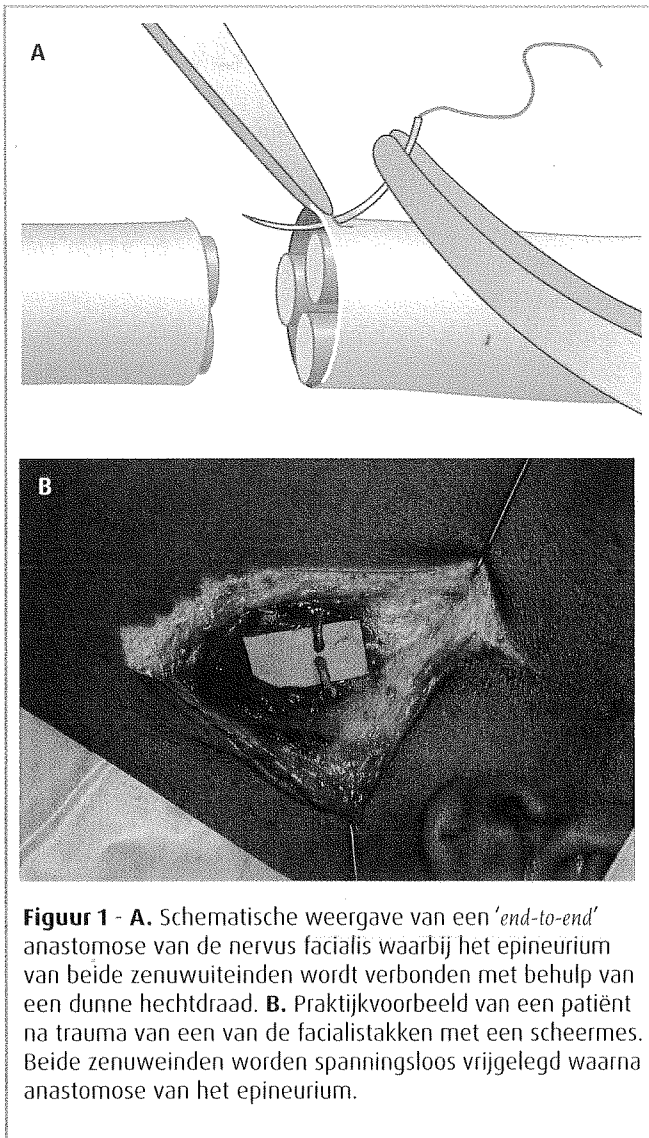 A
B
Figuur 1 - A. Schematische weergave van een 'end-to-end'
anastomose van de nervus facialis waarbij het epineurium
van beide zenuwuiteinden wordt verbonden met behulp van
een dunne hechtdraad. B. Praktijkvoorbeeld van een patiënt
na trauma van een van de facialistakken met een scheermes.
Beide zenuweinden worden spanningsloos vrijgelegd waarna
anastomose van het epineurium.